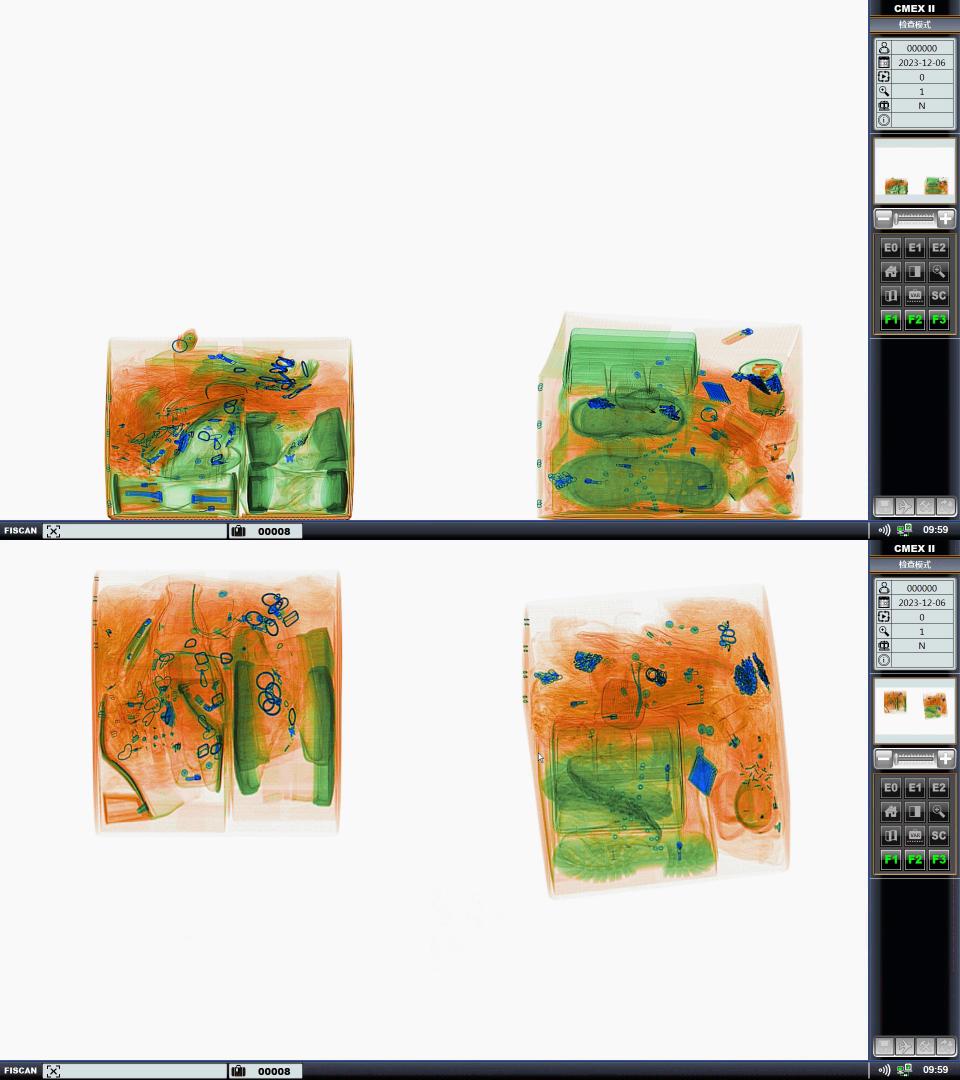 CMEX II
检查模式
000000
2023-12-06
0
1
N
E0 E1 E2
VAR SC
F1 F2 F3
FISCAN 00008 09:59
CMEX II
检查模式
000000
2023-12-06
0
1
N
E0 E1 E2
VAR SC
F1 F2 F3
FISCAN 00008 09:59